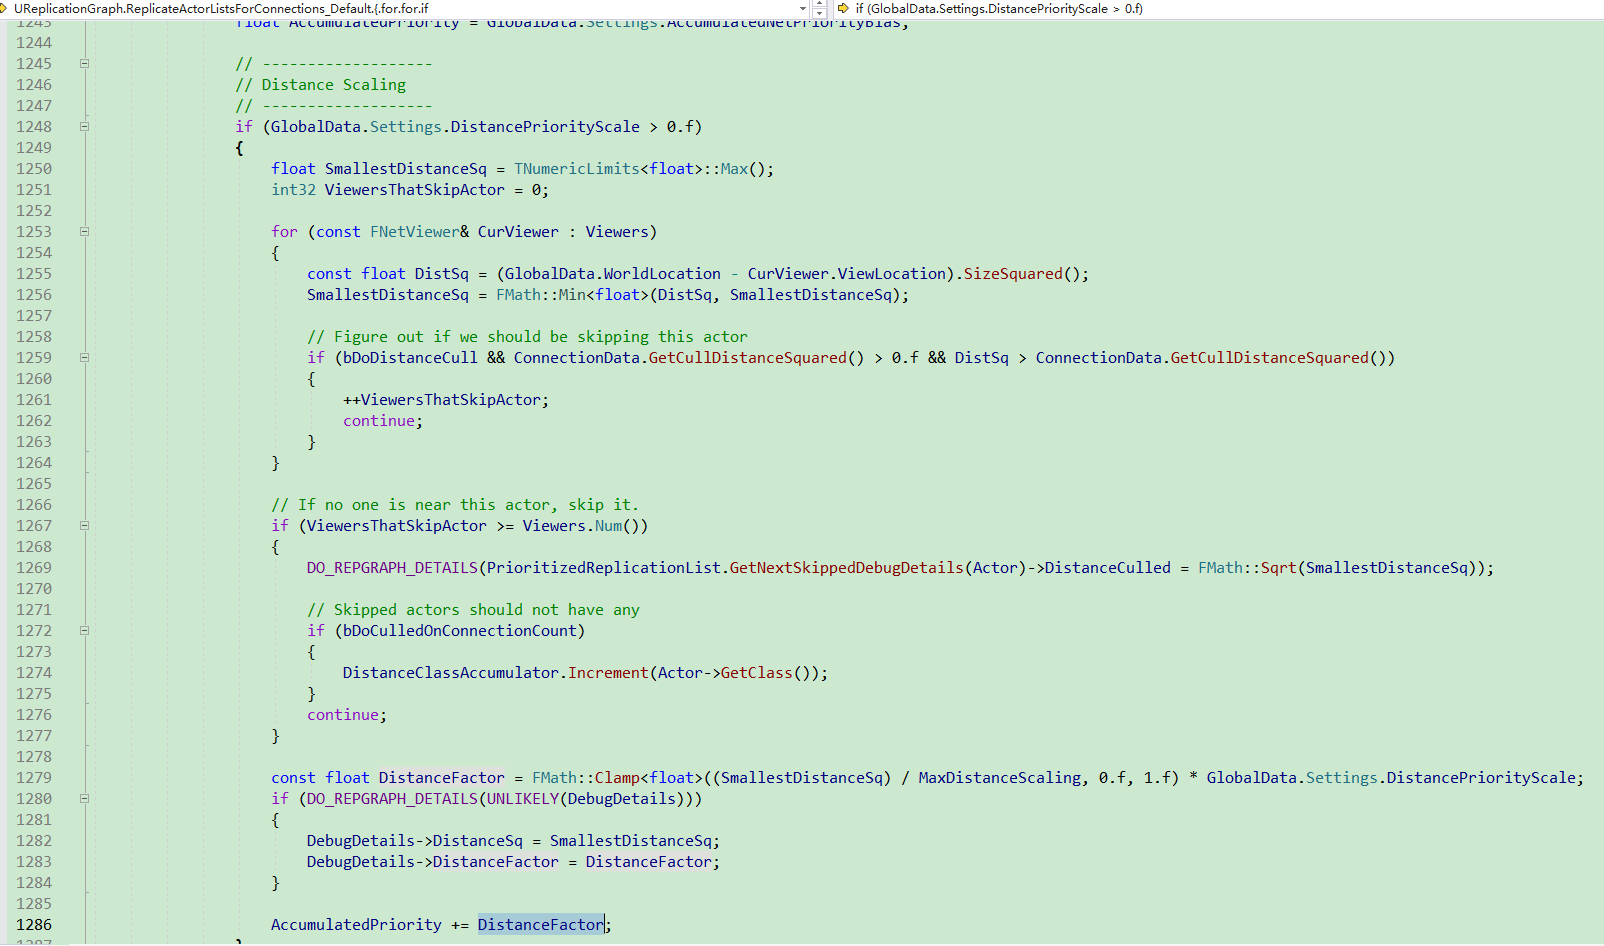 UReplicationGraph.ReplicateActorListsForConnections_Default.{.for.for.if if (GlobalData.Settings.DistancePriorityScale > 0.f)
1243 float AccumulatedPriority = GlobalData.Settings.AccumulatedNetPriorityBias;
1244
1245 // -------------------
1246 // Distance Scaling
1247 // -------------------
1248 if (GlobalData.Settings.DistancePriorityScale > 0.f)
1249 {
1250 float SmallestDistanceSq = TNumericLimits<float>::Max();
1251 int32 ViewersThatSkipActor = 0;
1252
1253 for (const FNetViewer& CurViewer : Viewers)
1254 {
1255 const float DistSq = (GlobalData.WorldLocation - CurViewer.ViewLocation).SizeSquared();
1256 SmallestDistanceSq = FMath::Min<float>(DistSq, SmallestDistanceSq);
1257
1258 // Figure out if we should be skipping this actor
1259 if (bDoDistanceCull && ConnectionData.GetCullDistanceSquared() > 0.f && DistSq > ConnectionData.GetCullDistanceSquared())
1260 {
1261 ++ViewersThatSkipActor;
1262 continue;
1263 }
1264 }
1265
1266 // If no one is near this actor, skip it.
1267 if (ViewersThatSkipActor >= Viewers.Num())
1268 {
1269 DO_REPGRAPH_DETAILS(PrioritizedReplicationList.GetNextSkippedDebugDetails(Actor)->DistanceCulled = FMath::Sqrt(SmallestDistanceSq));
1270
1271 // Skipped actors should not have any
1272 if (bDoCulledOnConnectionCount)
1273 {
1274 DistanceClassAccumulator.Increment(Actor->GetClass());
1275 }
1276 continue;
1277 }
1278
1279 const float DistanceFactor = FMath::Clamp<float>((SmallestDistanceSq) / MaxDistanceScaling, 0.f, 1.f) * GlobalData.Settings.DistancePriorityScale;
1280 if (DO_REPGRAPH_DETAILS(UNLIKELY(DebugDetails)))
1281 {
1282 DebugDetails->DistanceSq = SmallestDistanceSq;
1283 DebugDetails->DistanceFactor = DistanceFactor;
1284 }
1285
1286 AccumulatedPriority += DistanceFactor;
1287 }